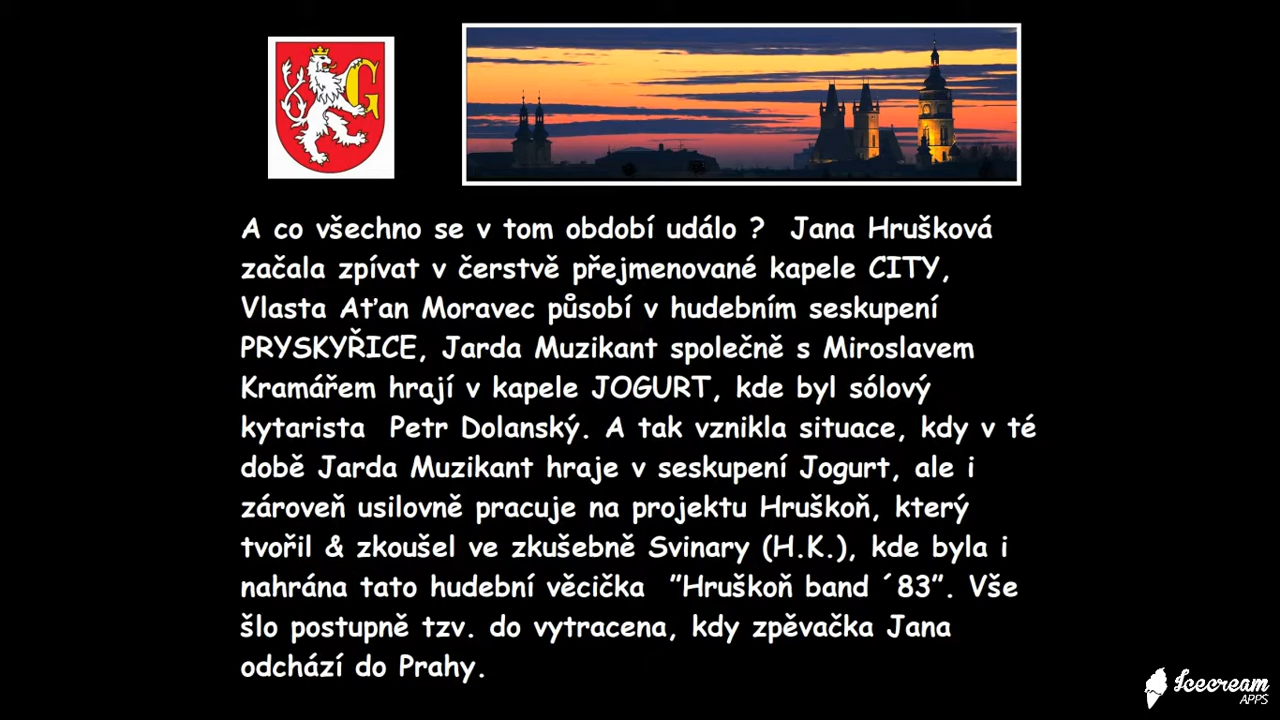 G
A co všechno se v tom období událo ? Jana Hrušková
začala zpívat v čerstvě přejmenované kapele CITY,
Vlasta Aťan Moravec působí v hudebním seskupení
PRYSKYŘICE, Jarda Muzikant společně s Miroslavem
Kramářem hrají v kapele JOGURT, kde byl sólový
kytarista Petr Dolanský. A tak vznikla situace, kdy v té
době Jarda Muzikant hraje v seskupení Jogurt, ale i
zároveň usilovně pracuje na projektu Hruškoň, který
tvořil & zkoušel ve zkušebně Svinary (H.K.), kde byla i
nahrána tato hudební věcička ”Hruškoň band ´83”. Vše
šlo postupně tzv. do vytracena, kdy zpěvačka Jana
odchází do Prahy.
Icecream
APPS